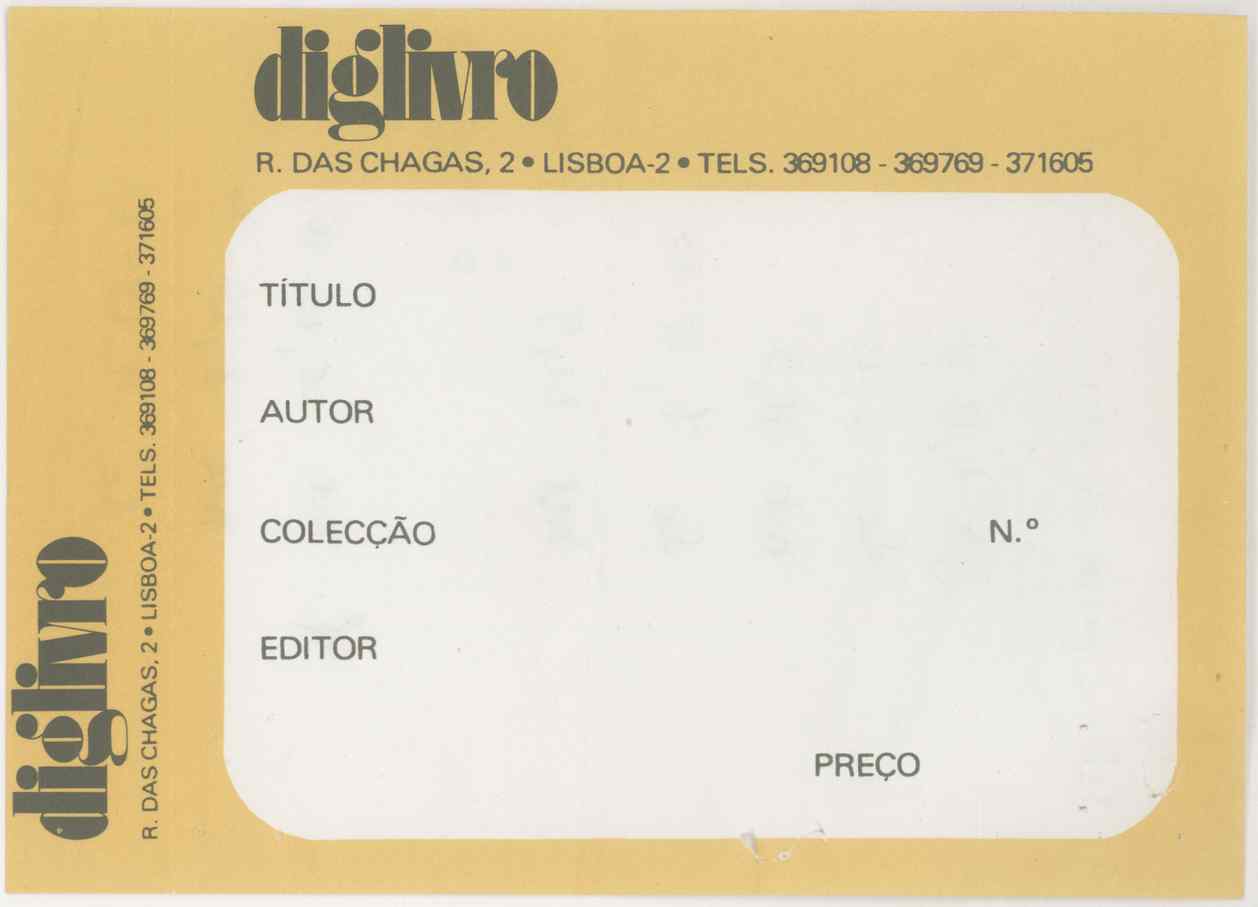 diglivro
R. DAS CHAGAS, 2 • LISBOA-2 • TELS. 369108 - 369769 - 371605
TÍTULO
AUTOR
COLECÇÃO N.º
EDITOR
PREÇO
diglivro
R. DAS CHAGAS, 2 • LISBOA-2 • TELS. 369108 - 369769 - 371605